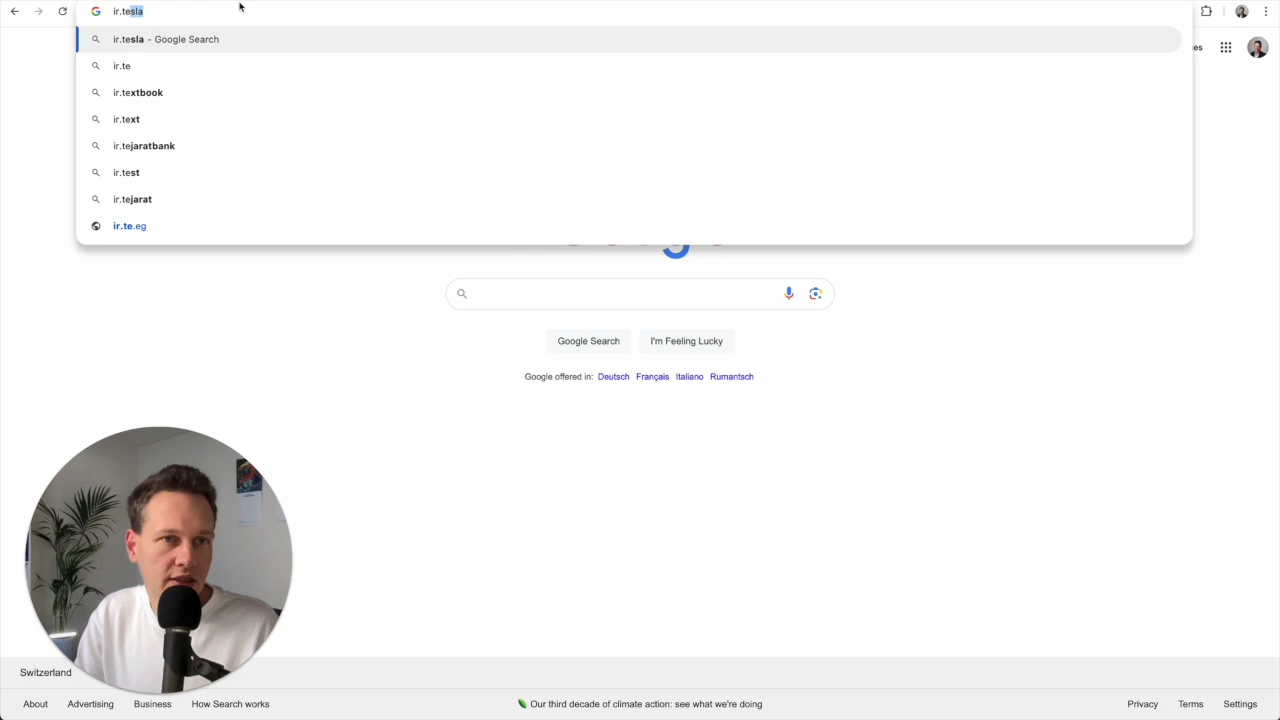 ir.tesla
ir.tesla - Google Search
ir.te
ir.textbook
ir.text
ir.tejaratbank
ir.test
ir.tejarat
ir.te.eg
es
Google Search
I'm Feeling Lucky
Google offered in: Deutsch Français Italiano Rumantsch
Switzerland
About Advertising Business How Search works
Our third decade of climate action: see what we're doing
Privacy Terms Settings